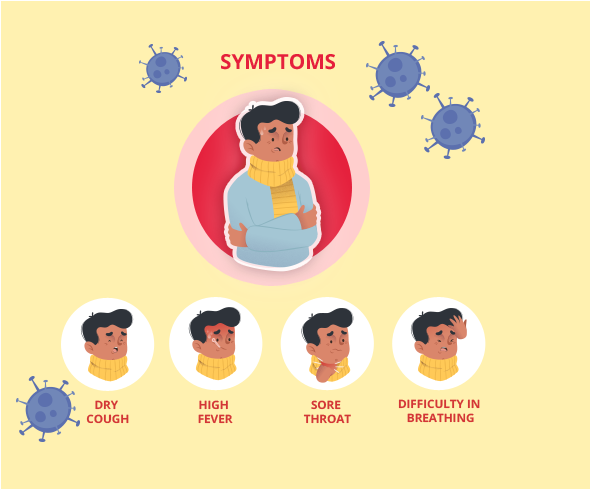 SYMPTOMS
DRY
COUGH
HIGH
FEVER
SORE
THROAT
DIFFICULTY IN
BREATHING